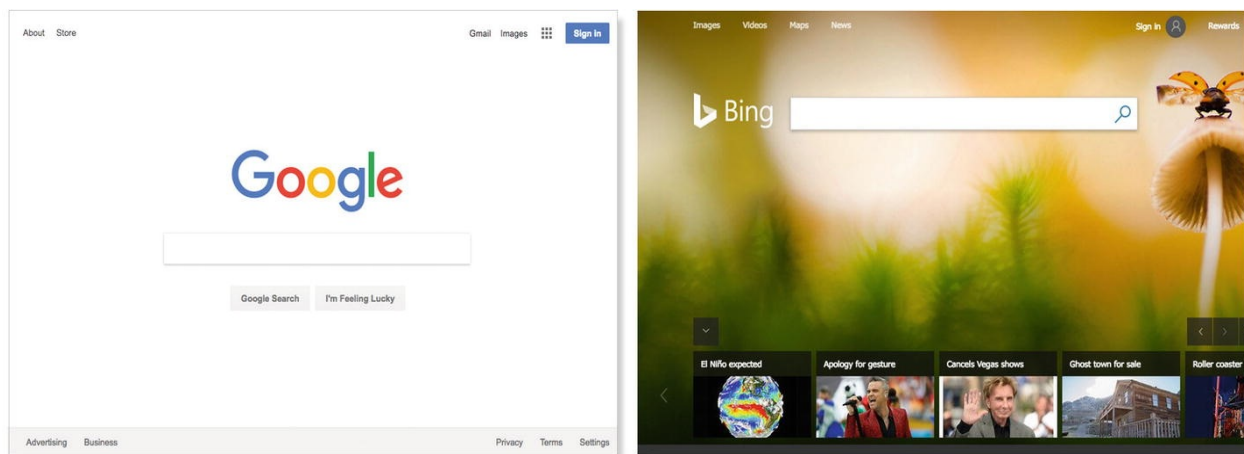 About Store
Gmail Images Sign in
Google
Google Search I'm Feeling Lucky
Advertising Business
Privacy Terms Settings
Images Videos Maps News
Sign in Rewards
Bing
El Niño expected
Apology for gesture
Cancels Vegas shows
Ghost town for sale
Roller coaster